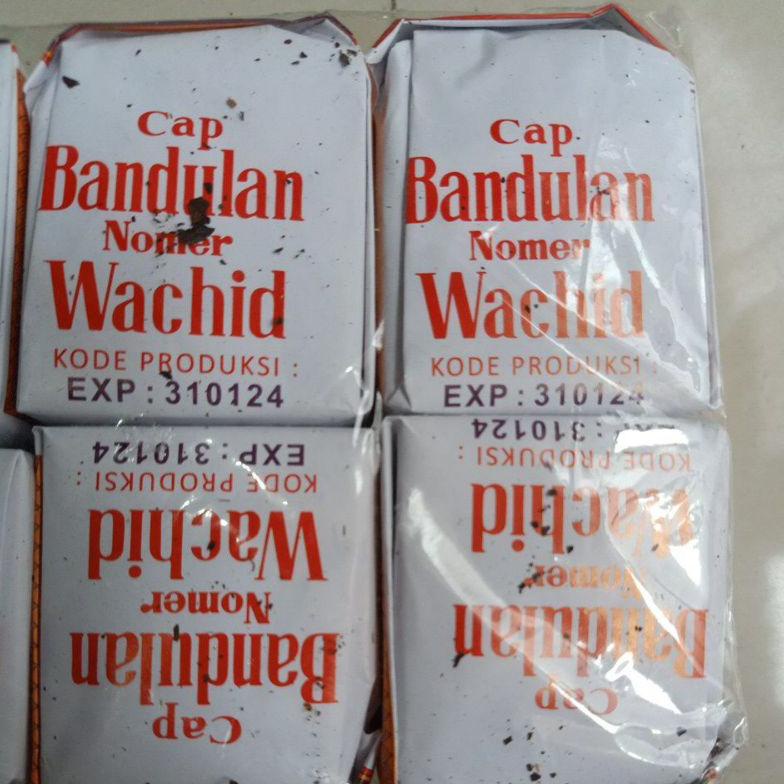 Cap
Bandulan
Nomer
Wachid
KODE PRODUKSI :
EXP : 310124
Cap
Bandulan
Nomer
Wachid
KODE PRODUKSI :
EXP : 310124
Cap
Bandulan
Nomer
Wachid
KODE PRODUKSI :
EXP : 310124
Cap
Bandulan
Nomer
Wachid
KODE PRODUKSI :
EXP : 310124